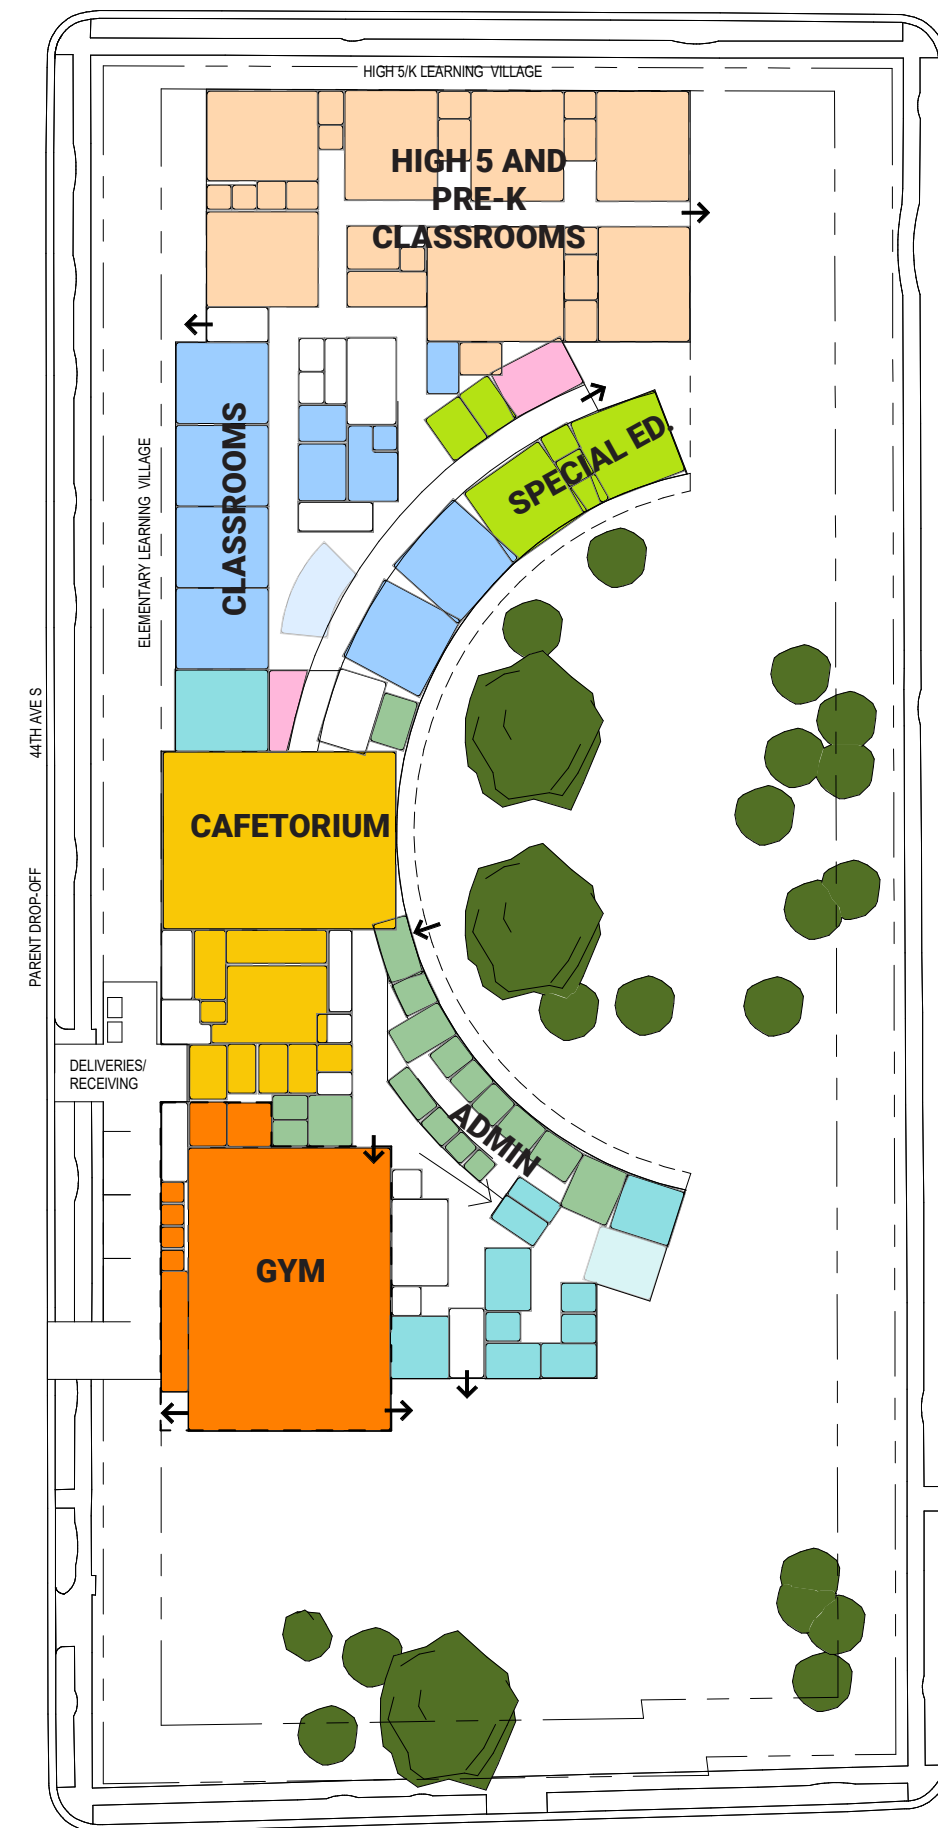 HIGH 5/K LEARNING VILLAGE
HIGH 5 AND
PRE-K
CLASSROOMS
CLASSROOMS
SPECIAL ED.
ELEMENTARY LEARNING VILLAGE
44TH AVE S
CAFETORIUM
PARENT DROP-OFF
DELIVERIES/
RECEIVING
ADMIN
GYM